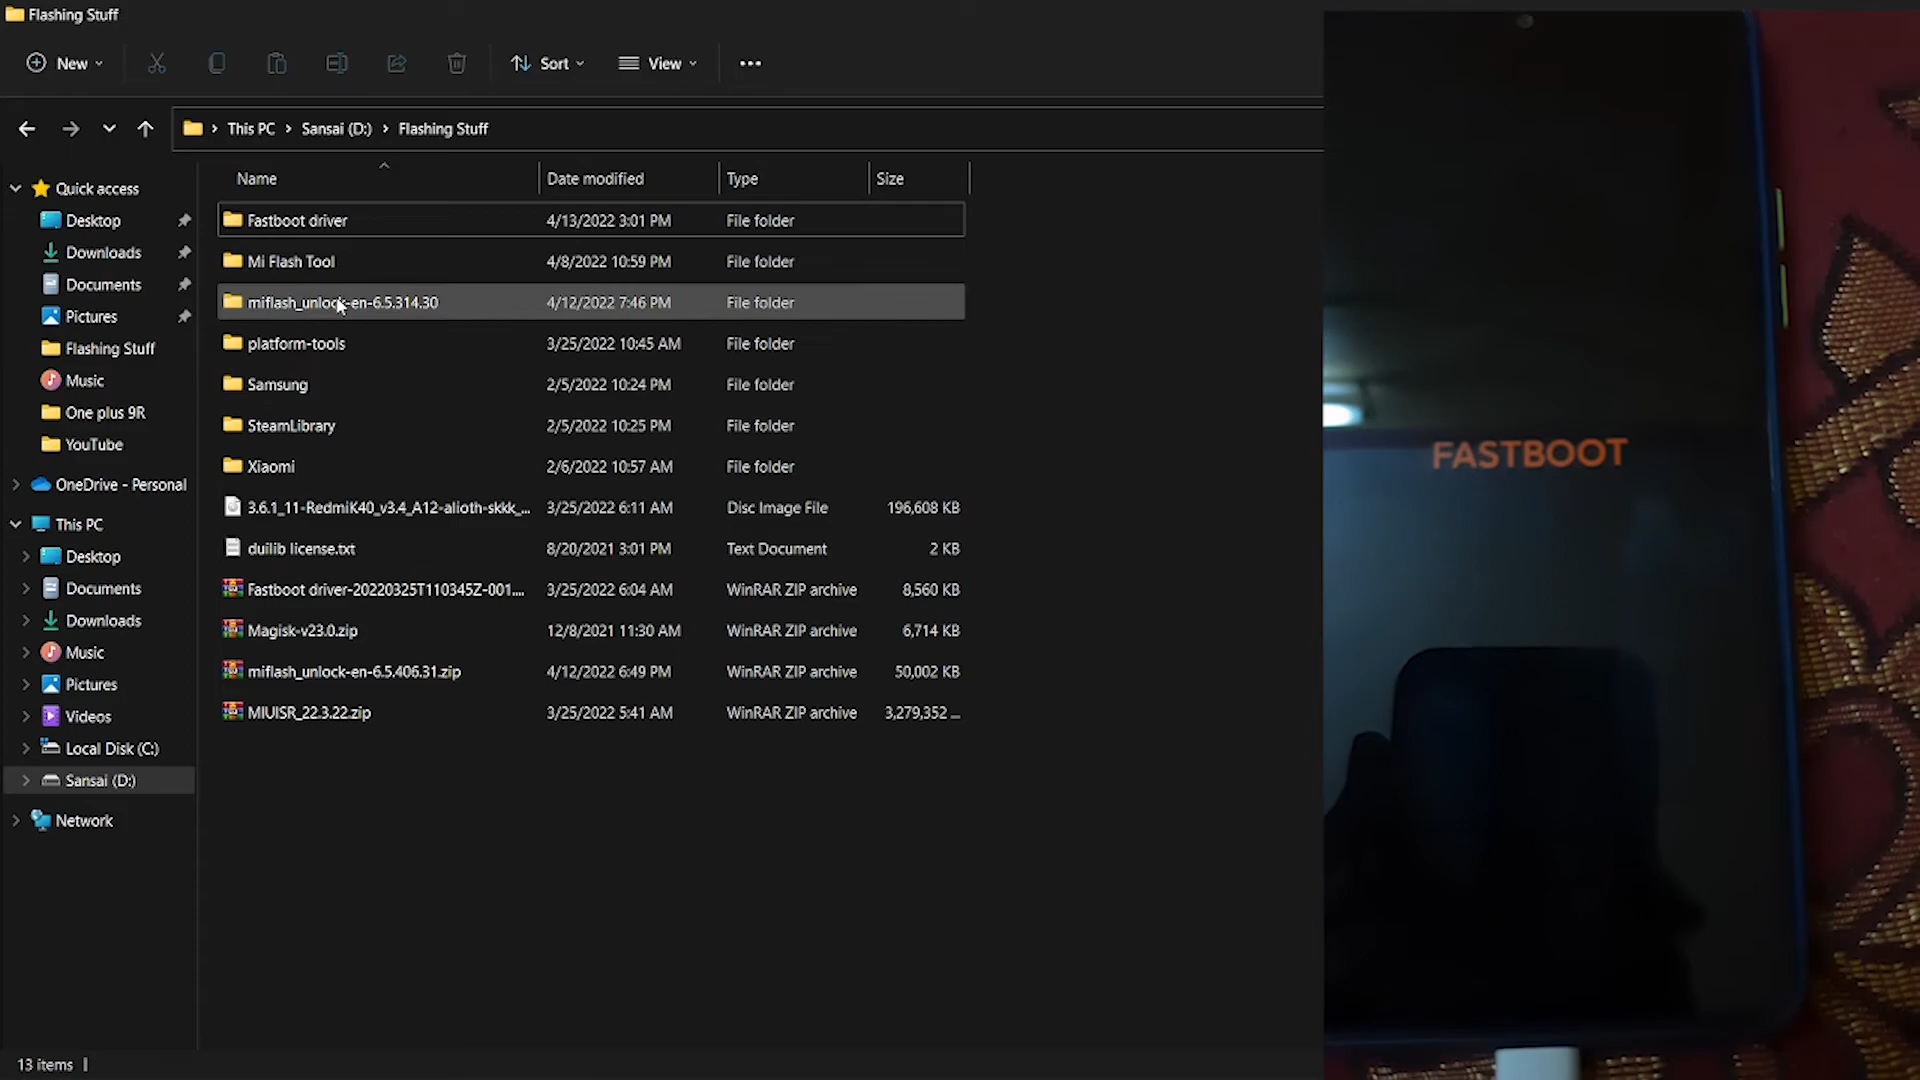 Flashing Stuff
New
Sort
View
This PC
Sansai (D:)
Flashing Stuff
Name
Date modified
Type
Size
Quick access
Desktop
Downloads
Documents
Pictures
Flashing Stuff
Music
One plus 9R
YouTube
OneDrive - Personal
This PC
Desktop
Documents
Downloads
Music
Pictures
Videos
Local Disk (C:)
Sansai (D:)
Network
Fastboot driver 4/13/2022 3:01 PM File folder
Mi Flash Tool 4/8/2022 10:59 PM File folder
miflash_unlock-en-6.5.314.30 4/12/2022 7:46 PM File folder
platform-tools 3/25/2022 10:45 AM File folder
Samsung 2/5/2022 10:24 PM File folder
SteamLibrary 2/5/2022 10:25 PM File folder
Xiaomi 2/6/2022 10:57 AM File folder
3.6.1_11-RedmiK40_v3.4_A12-alioth-skkk_... 3/25/2022 6:11 AM Disc Image File 196,608 KB
duilib license.txt 8/20/2021 3:01 PM Text Document 2 KB
Fastboot driver-20220325T110345Z-001.... 3/25/2022 6:04 AM WinRAR ZIP archive 8,560 KB
Magisk-v23.0.zip 12/8/2021 11:30 AM WinRAR ZIP archive 6,714 KB
miflash_unlock-en-6.5.406.31.zip 4/12/2022 6:49 PM WinRAR ZIP archive 50,002 KB
MIUISR_22.3.22.zip 3/25/2022 5:41 AM WinRAR ZIP archive 3,279,352 ...
13 items
FASTBOOT